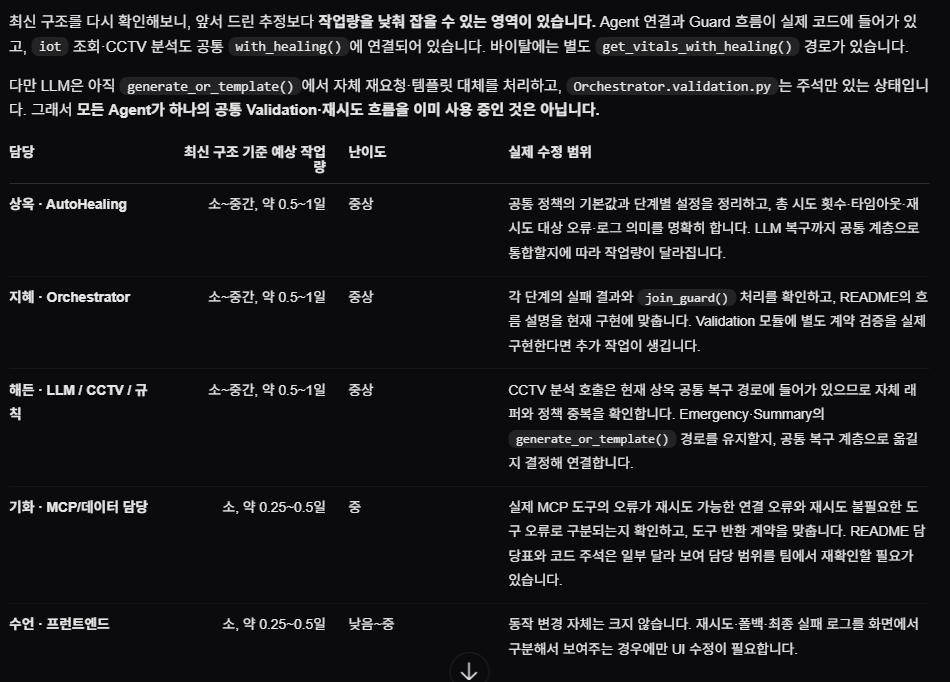 최신 구조를 다시 확인해보니, 앞서 드린 추정보다 작업량을 낮춰 잡을 수 있는 영역이 있습니다. Agent 연결과 Guard 흐름이 실제 코드에 들어가 있
고, iot 조회·CCTV 분석도 공통 with_healing()에 연결되어 있습니다. 바이탈에는 별도 get_vitals_with_healing() 경로가 있습니다.
다만 LLM은 아직 generate_or_template()에서 자체 재요청·템플릿 대체를 처리하고, Orchestrator.validation.py는 주석만 있는 상태입니
다. 그래서 모든 Agent가 하나의 공통 Validation·재시도 흐름을 이미 사용 중인 것은 아닙니다.
담당 최신 구조 기준 예상 작업 난이도 실제 수정 범위
량
상욱 · AutoHealing 소~중간, 약 0.5~1일 중상 공통 정책의 기본값과 단계별 설정을 정리하고, 총 시도 횟수·타임아웃·재
시도 대상 오류·로그 의미를 명확히 합니다. LLM 복구까지 공통 계층으로
통합할지에 따라 작업량이 달라집니다.
지혜 · Orchestrator 소~중간, 약 0.5~1일 중상 각 단계의 실패 결과와 join_guard() 처리를 확인하고, README의 흐
름 설명을 현재 구현에 맞춥니다. Validation 모듈에 별도 계약 검증을 실제
구현한다면 추가 작업이 생깁니다.
해든 · LLM / CCTV / 규 소~중간, 약 0.5~1일 중상 CCTV 분석 호출은 현재 상옥 공통 복구 경로에 들어가 있으므로 자체 래
칙 퍼와 정책 중복을 확인합니다. Emergency·Summary의
generate_or_template() 경로를 유지할지, 공통 복구 계층으로 옮길
지 결정해 연결합니다.
기화 · MCP/데이터 담당 소, 약 0.25~0.5일 중 실제 MCP 도구의 오류가 재시도 가능한 연결 오류와 재시도 불필요한 도
구 오류로 구분되는지 확인하고, 도구 반환 계약을 맞춥니다. README 담
당표와 코드 주석은 일부 달라 보여 담당 범위를 팀에서 재확인할 필요가
있습니다.
수언 · 프런트엔드 소, 약 0.25~0.5일 낮음~중 동작 변경 자체는 크지 않습니다. 재시도·폴백·최종 실패 로그를 화면에서
구분해서 보여주는 경우에만 UI 수정이 필요합니다.